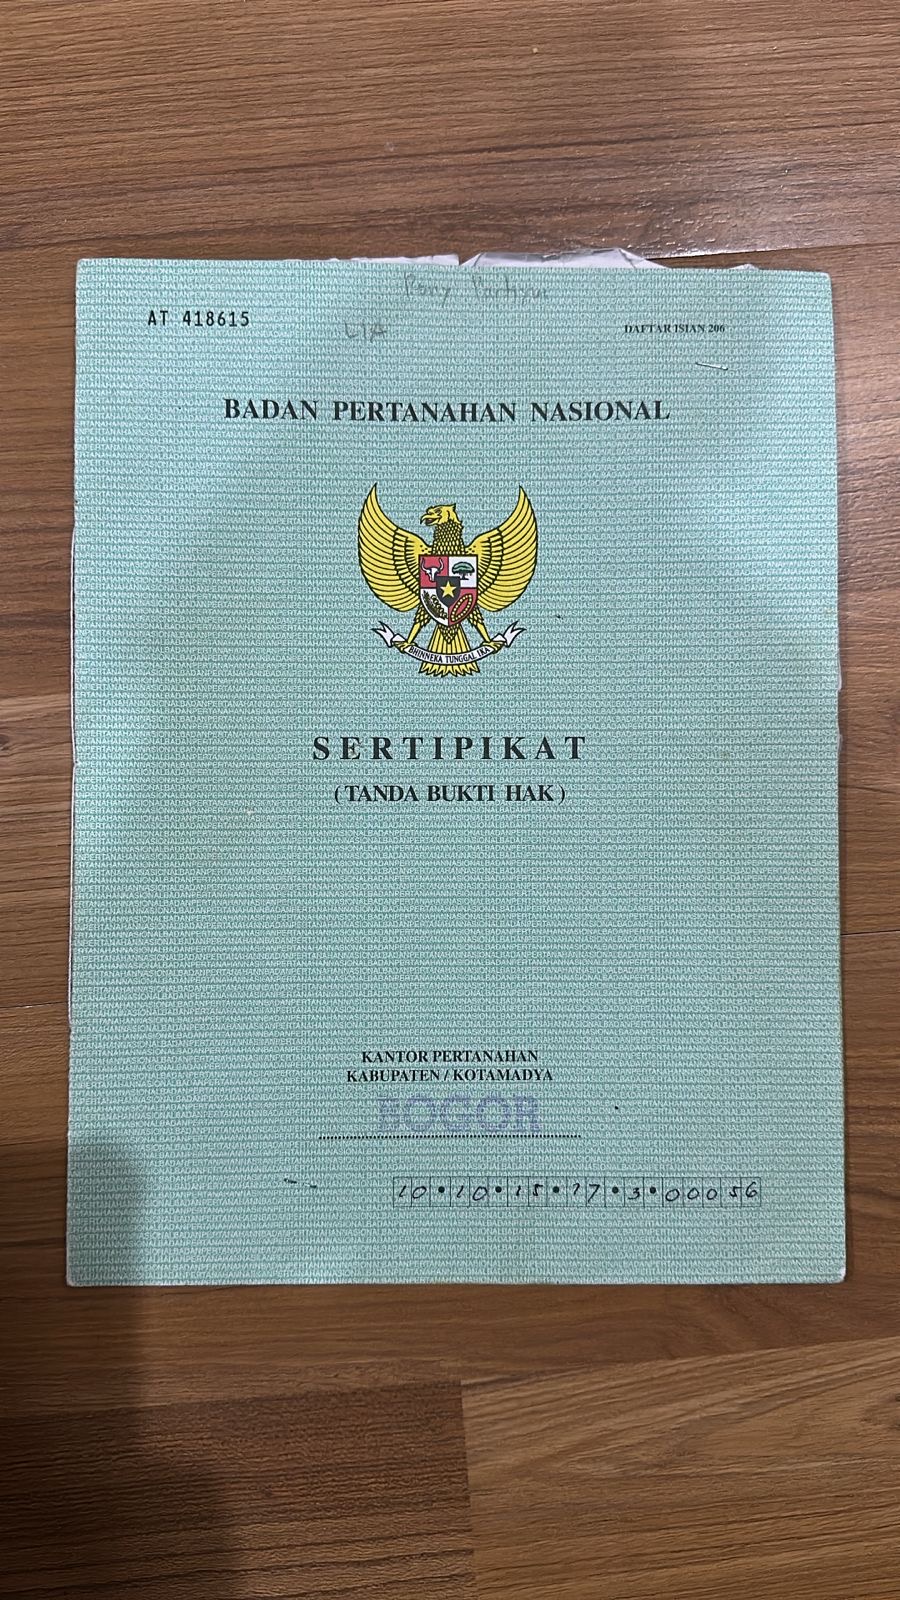 AT 418615
DAFTAR ISIAN 206
BADAN PERTANAHAN NASIONAL
BHINNEKA TUNGGAL IKA
SERTIPIKAT
( TANDA BUKTI HAK )
KANTOR PERTANAHAN
KABUPATEN / KOTAMADYA
BOGOR
10 • 10 • 15 • 17 • 3 • 00056